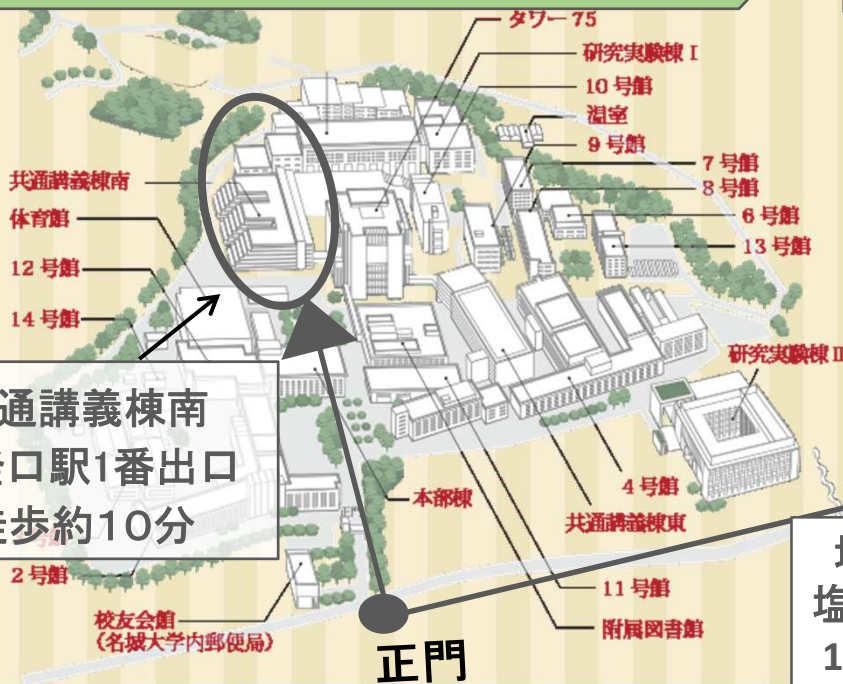 タワー75
研究実験棟Ⅰ
10号館
温室
9号館
7号館
8号館
6号館
13号館
共通講義棟南
体育館
12号館
14号館
研究実験棟Ⅱ
通講義棟南
口駅1番出口
歩約10分
4号館
本部棟
共通講義棟東
2号館
11号館
校友会館
(名城大学内郵便局)
附属図書館
正門
塩
1